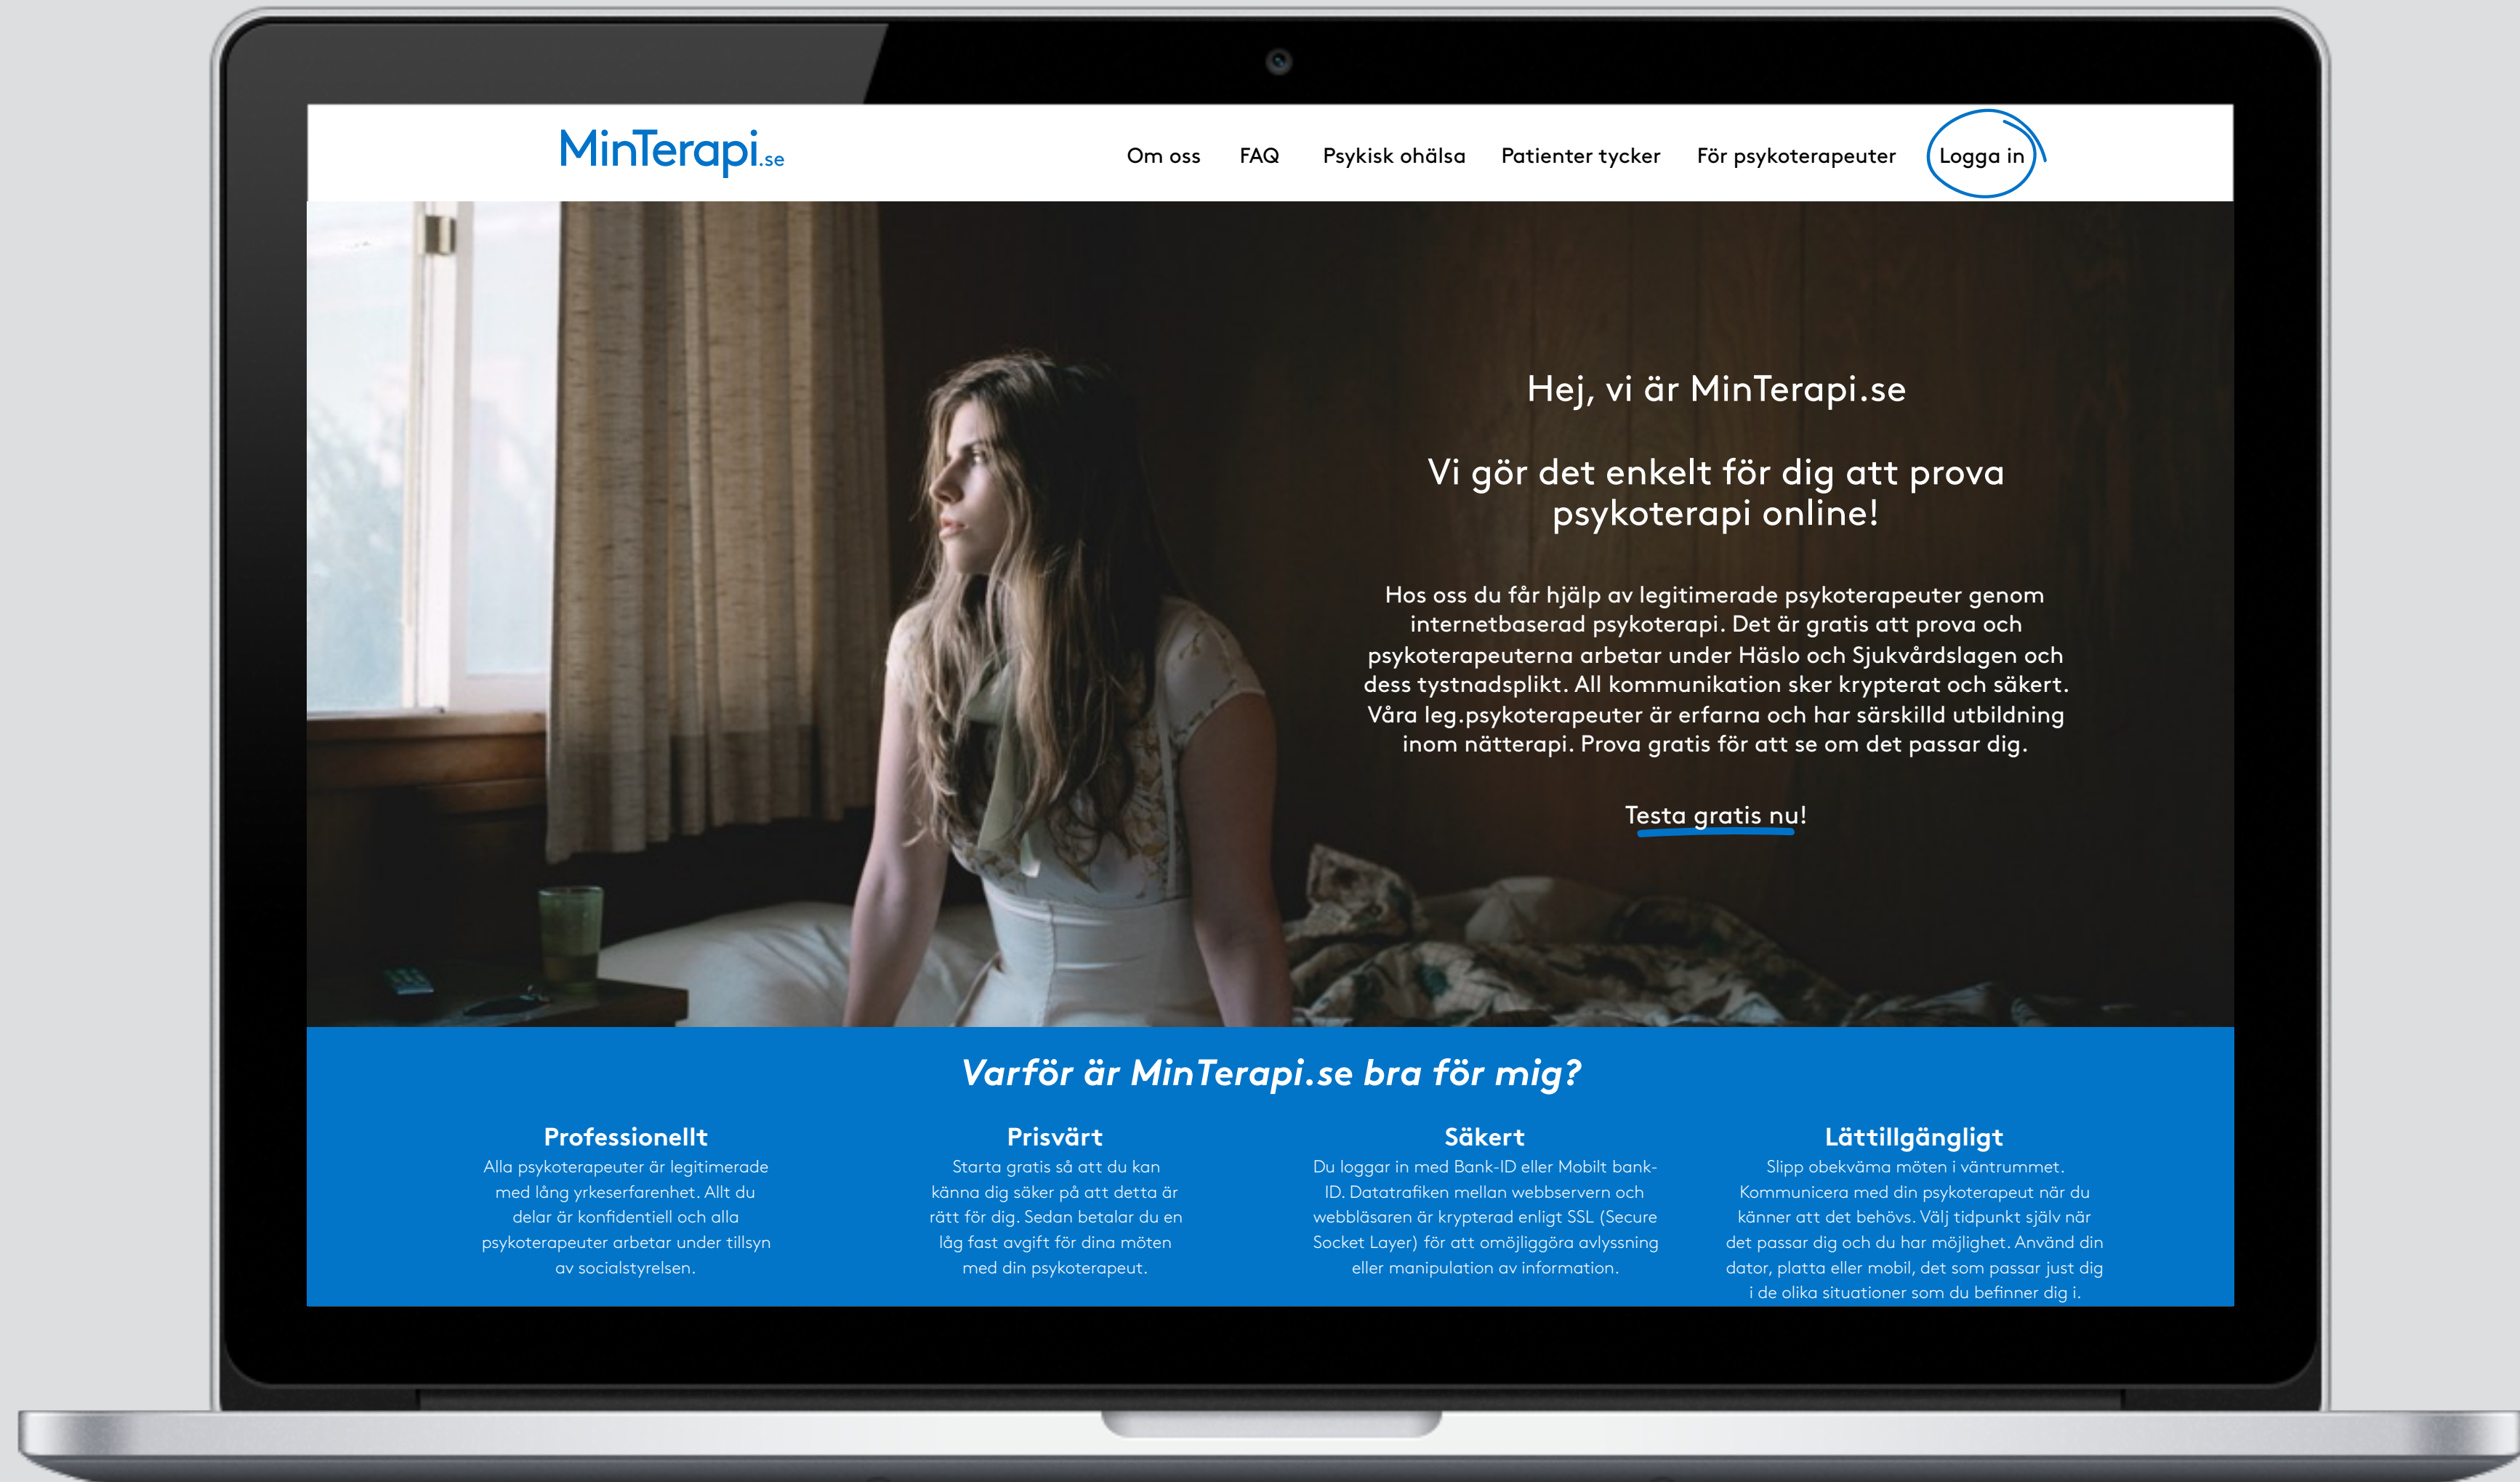 MinTerapi.se
Om oss FAQ Psykisk ohälsa Patienter tycker För psykoterapeuter Logga in
Hej, vi är MinTerapi.se
Vi gör det enkelt för dig att prova
psykoterapi online!
Hos oss du får hjälp av legitimerade psykoterapeuter genom
internetbaserad psykoterapi. Det är gratis att prova och
psykoterapeuterna arbetar under Häslo och Sjukvårdslagen och
dess tystnadsplikt. All kommunikation sker krypterat och säkert.
Våra leg.psykoterapeuter är erfarna och har särskilld utbildning
inom nätterapi. Prova gratis för att se om det passar dig.
Testa gratis nu!
Varför är MinTerapi.se bra för mig?
Professionellt
Alla psykoterapeuter är legitimerade
med lång yrkeserfarenhet. Allt du
delar är konfidentiell och alla
psykoterapeuter arbetar under tillsyn
av socialstyrelsen.
Prisvärt
Starta gratis så att du kan
känna dig säker på att detta är
rätt för dig. Sedan betalar du en
låg fast avgift för dina möten
med din psykoterapeut.
Säkert
Du loggar in med Bank-ID eller Mobilt bank-
ID. Datatrafiken mellan webbservern och
webbläsaren är krypterad enligt SSL (Secure
Socket Layer) för att omöjliggöra avlyssning
eller manipulation av information.
Lättillgängligt
Slipp obekväma möten i väntrummet.
Kommunicera med din psykoterapeut när du
känner att det behövs. Välj tidpunkt själv när
det passar dig och du har möjlighet. Använd din
dator, platta eller mobil, det som passar just dig
i de olika situationer som du befinner dig i.